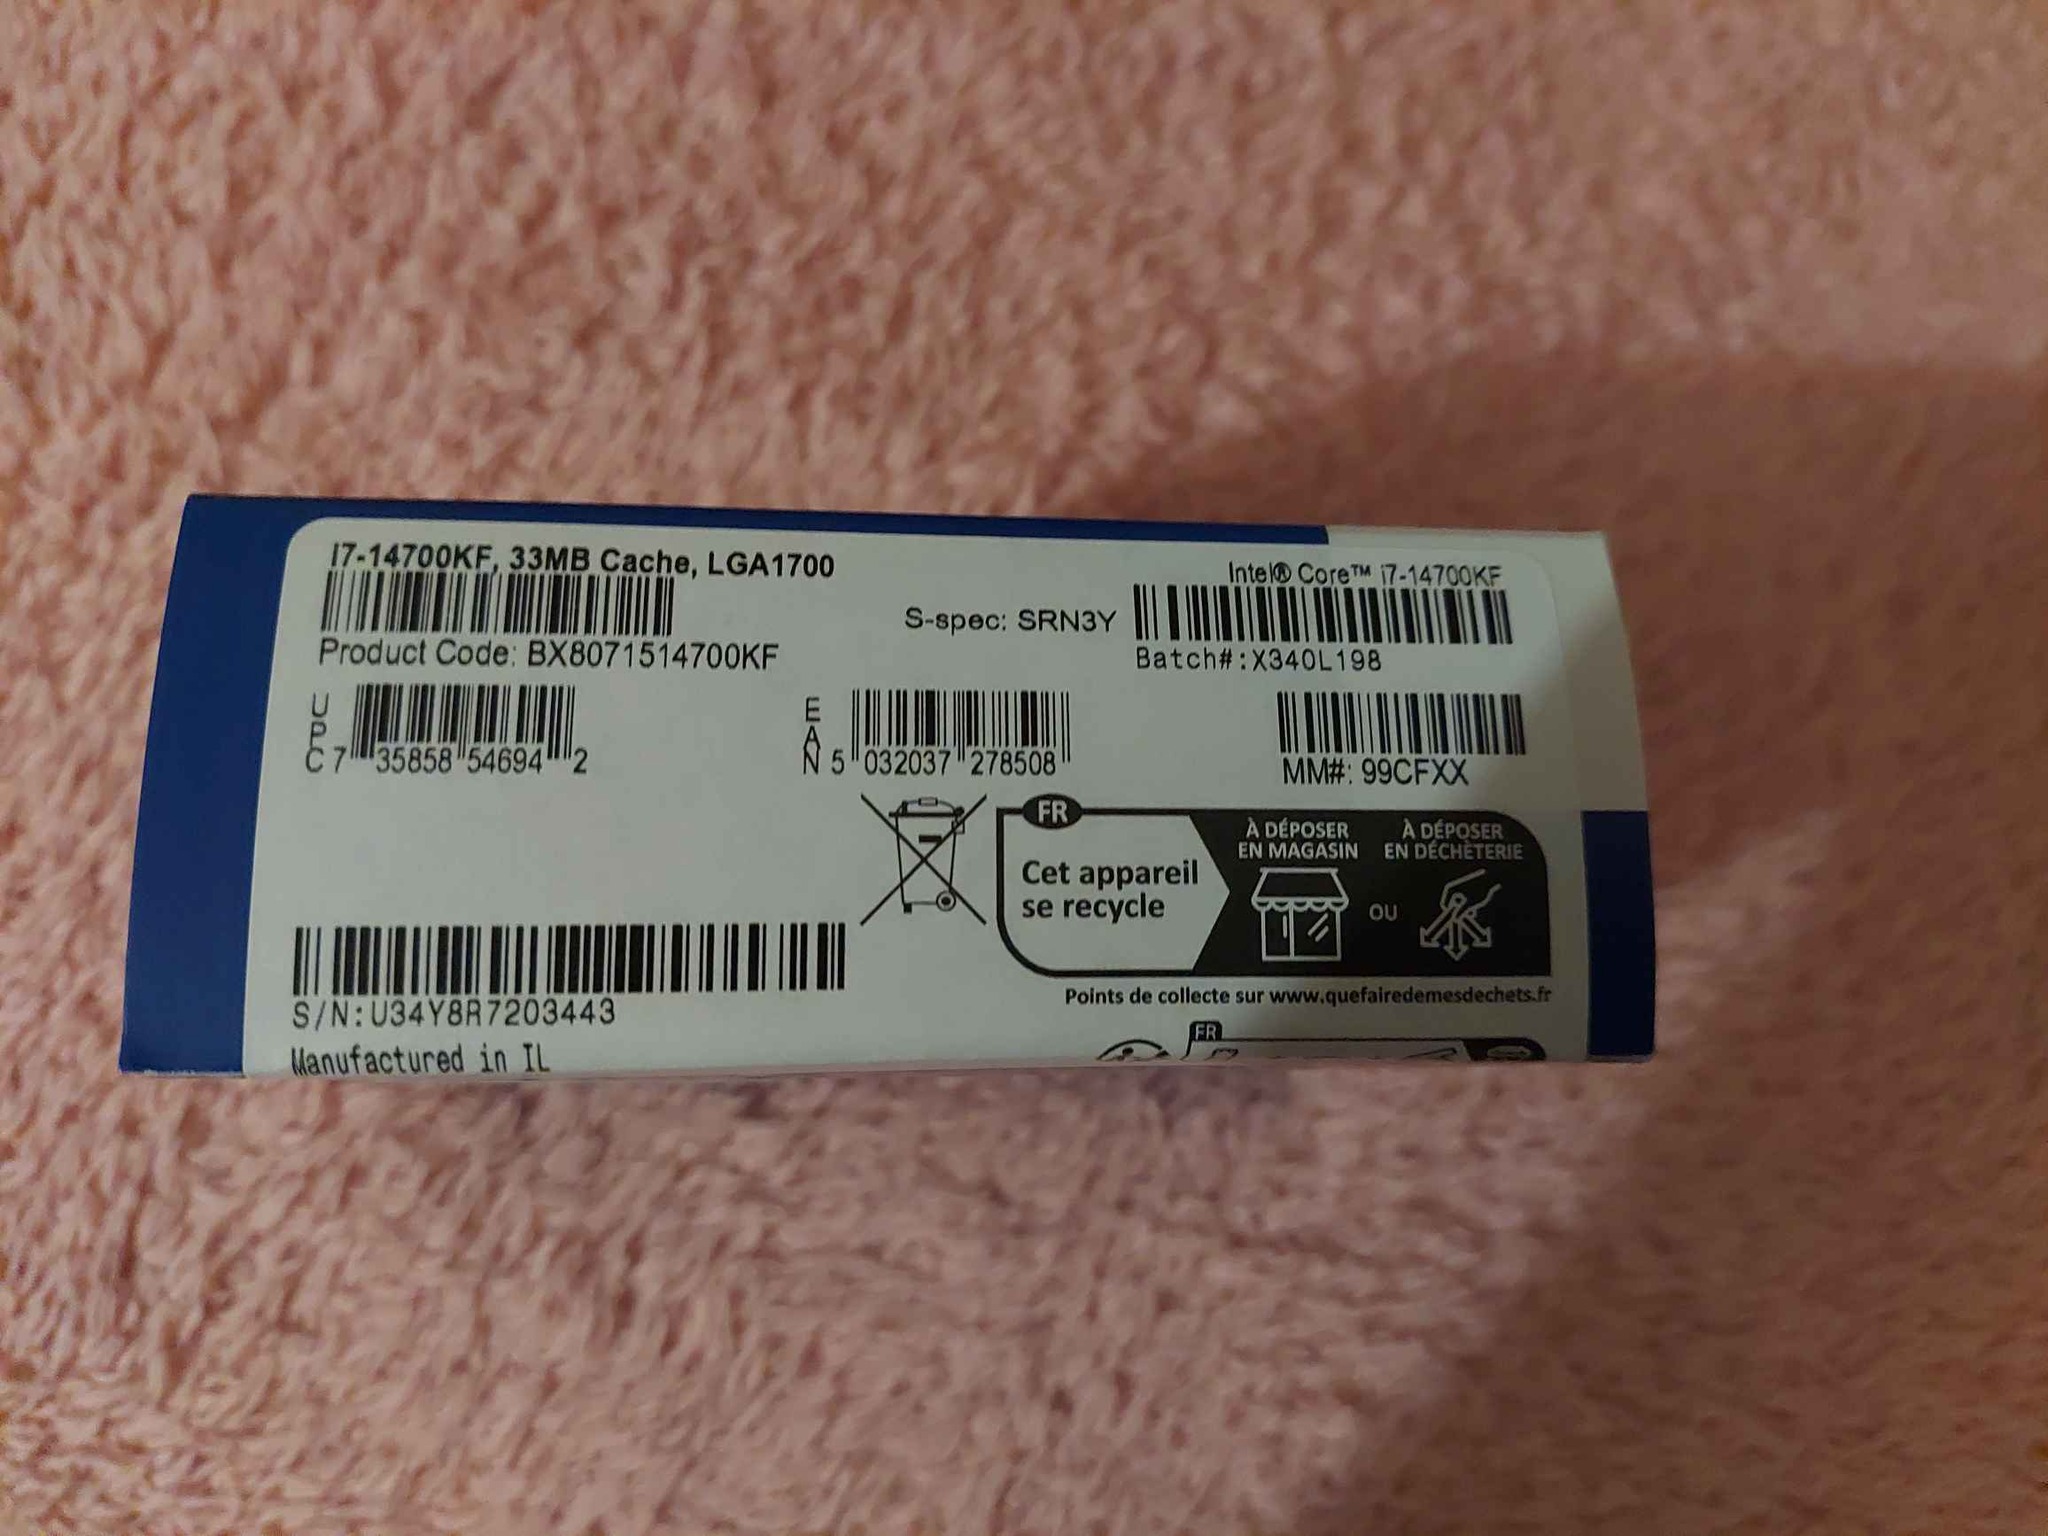 I7-14700KF, 33MB Cache, LGA1700
Product Code: BX8071514700KF
Intel® Core™ i7-14700KF
S-spec: SRN3Y
Batch#:X340L198
UPC
7 35858 54694 2
EAN
5 032037 278508
MM#: 99CFXX
FR
Cet appareil
se recycle
À DÉPOSER
EN MAGASIN
OU
À DÉPOSER
EN DÉCHÈTERIE
Points de collecte sur www.quefairedemesdechets.fr
S/N:U34Y8R7203443
Manufactured in IL
FR